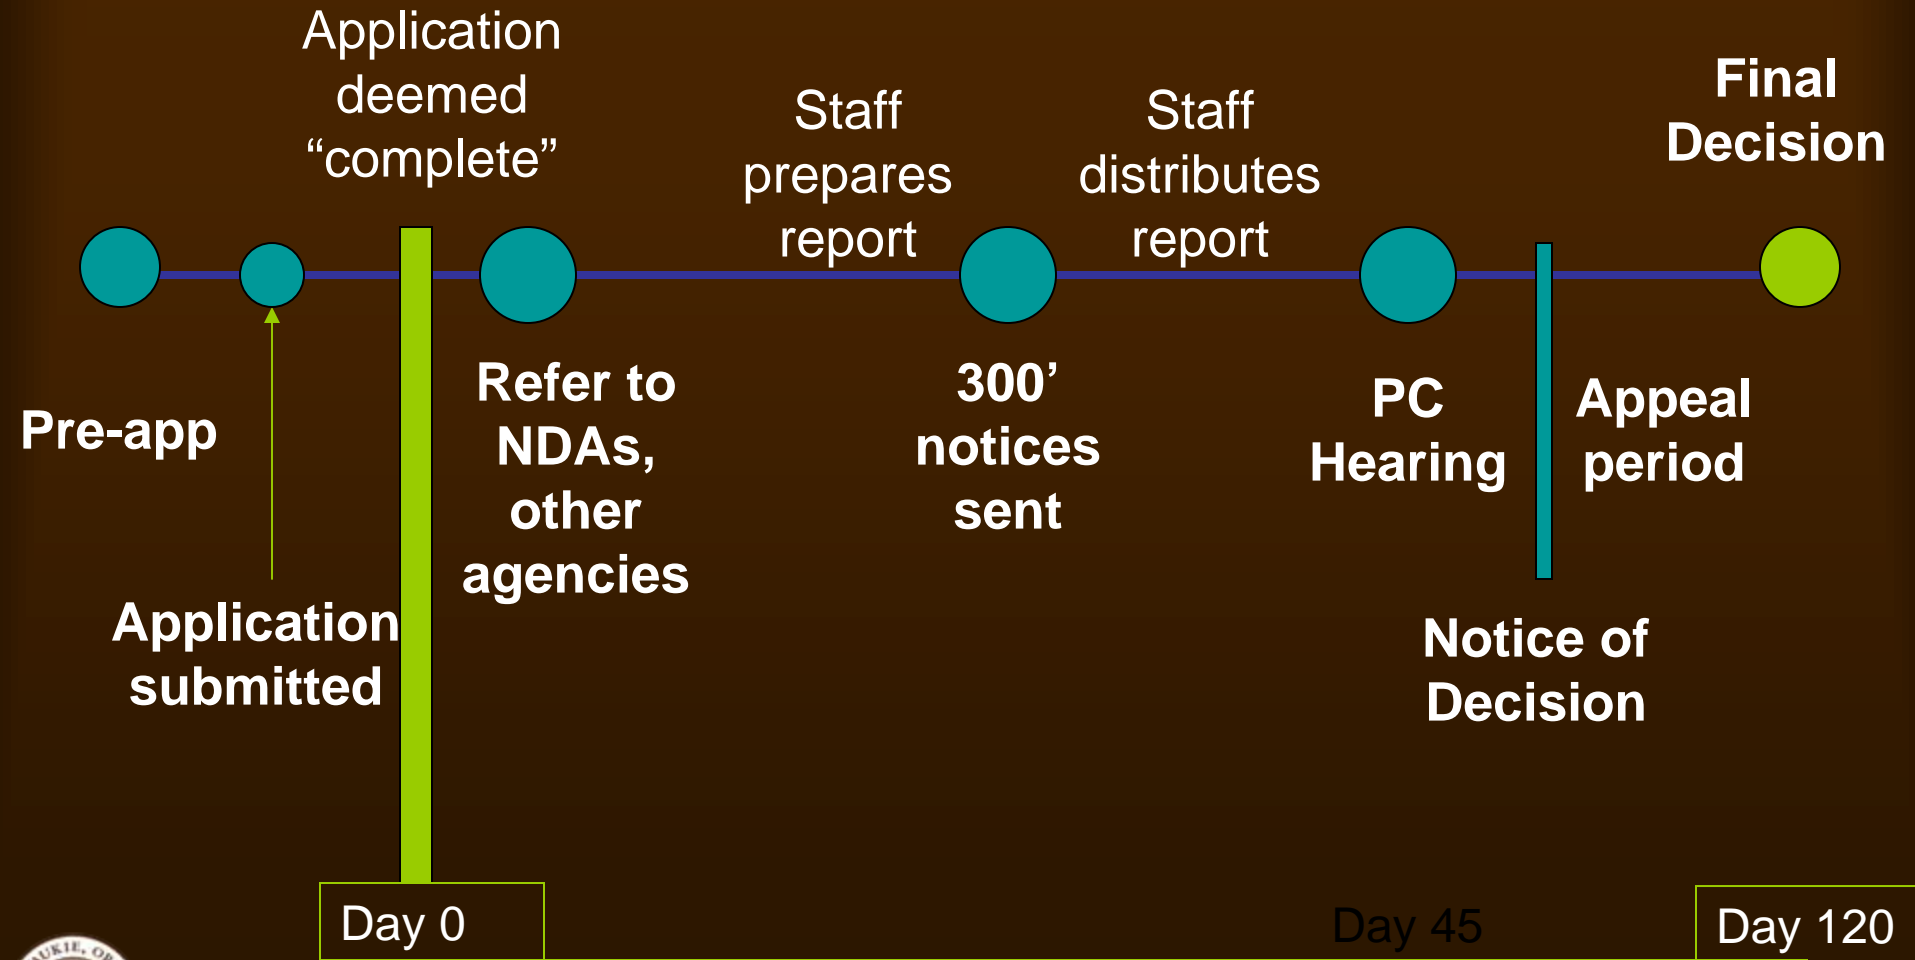 Application
deemed
“complete”
Staff
prepares
report
Staff
distributes
report
Final
Decision
Pre-app
Application
submitted
Refer to
NDAs,
other
agencies
300’
notices
sent
PC
Hearing
Appeal
period
Notice of
Decision
Day 0
Day 45
Day 120